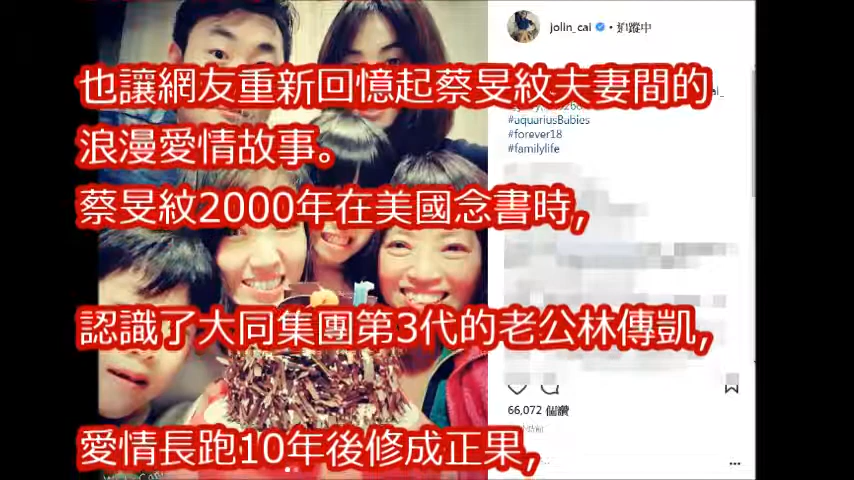 jolin_cai • 追蹤中
也讓網友重新回憶起蔡旻紋夫妻間的
#aquariusBabies
#forever18
#familylife
浪漫愛情故事。
蔡旻紋2000年在美國念書時，
認識了大同集團第3代的老公林傳凱，
66,072 個讚
愛情長跑10年後修成正果，